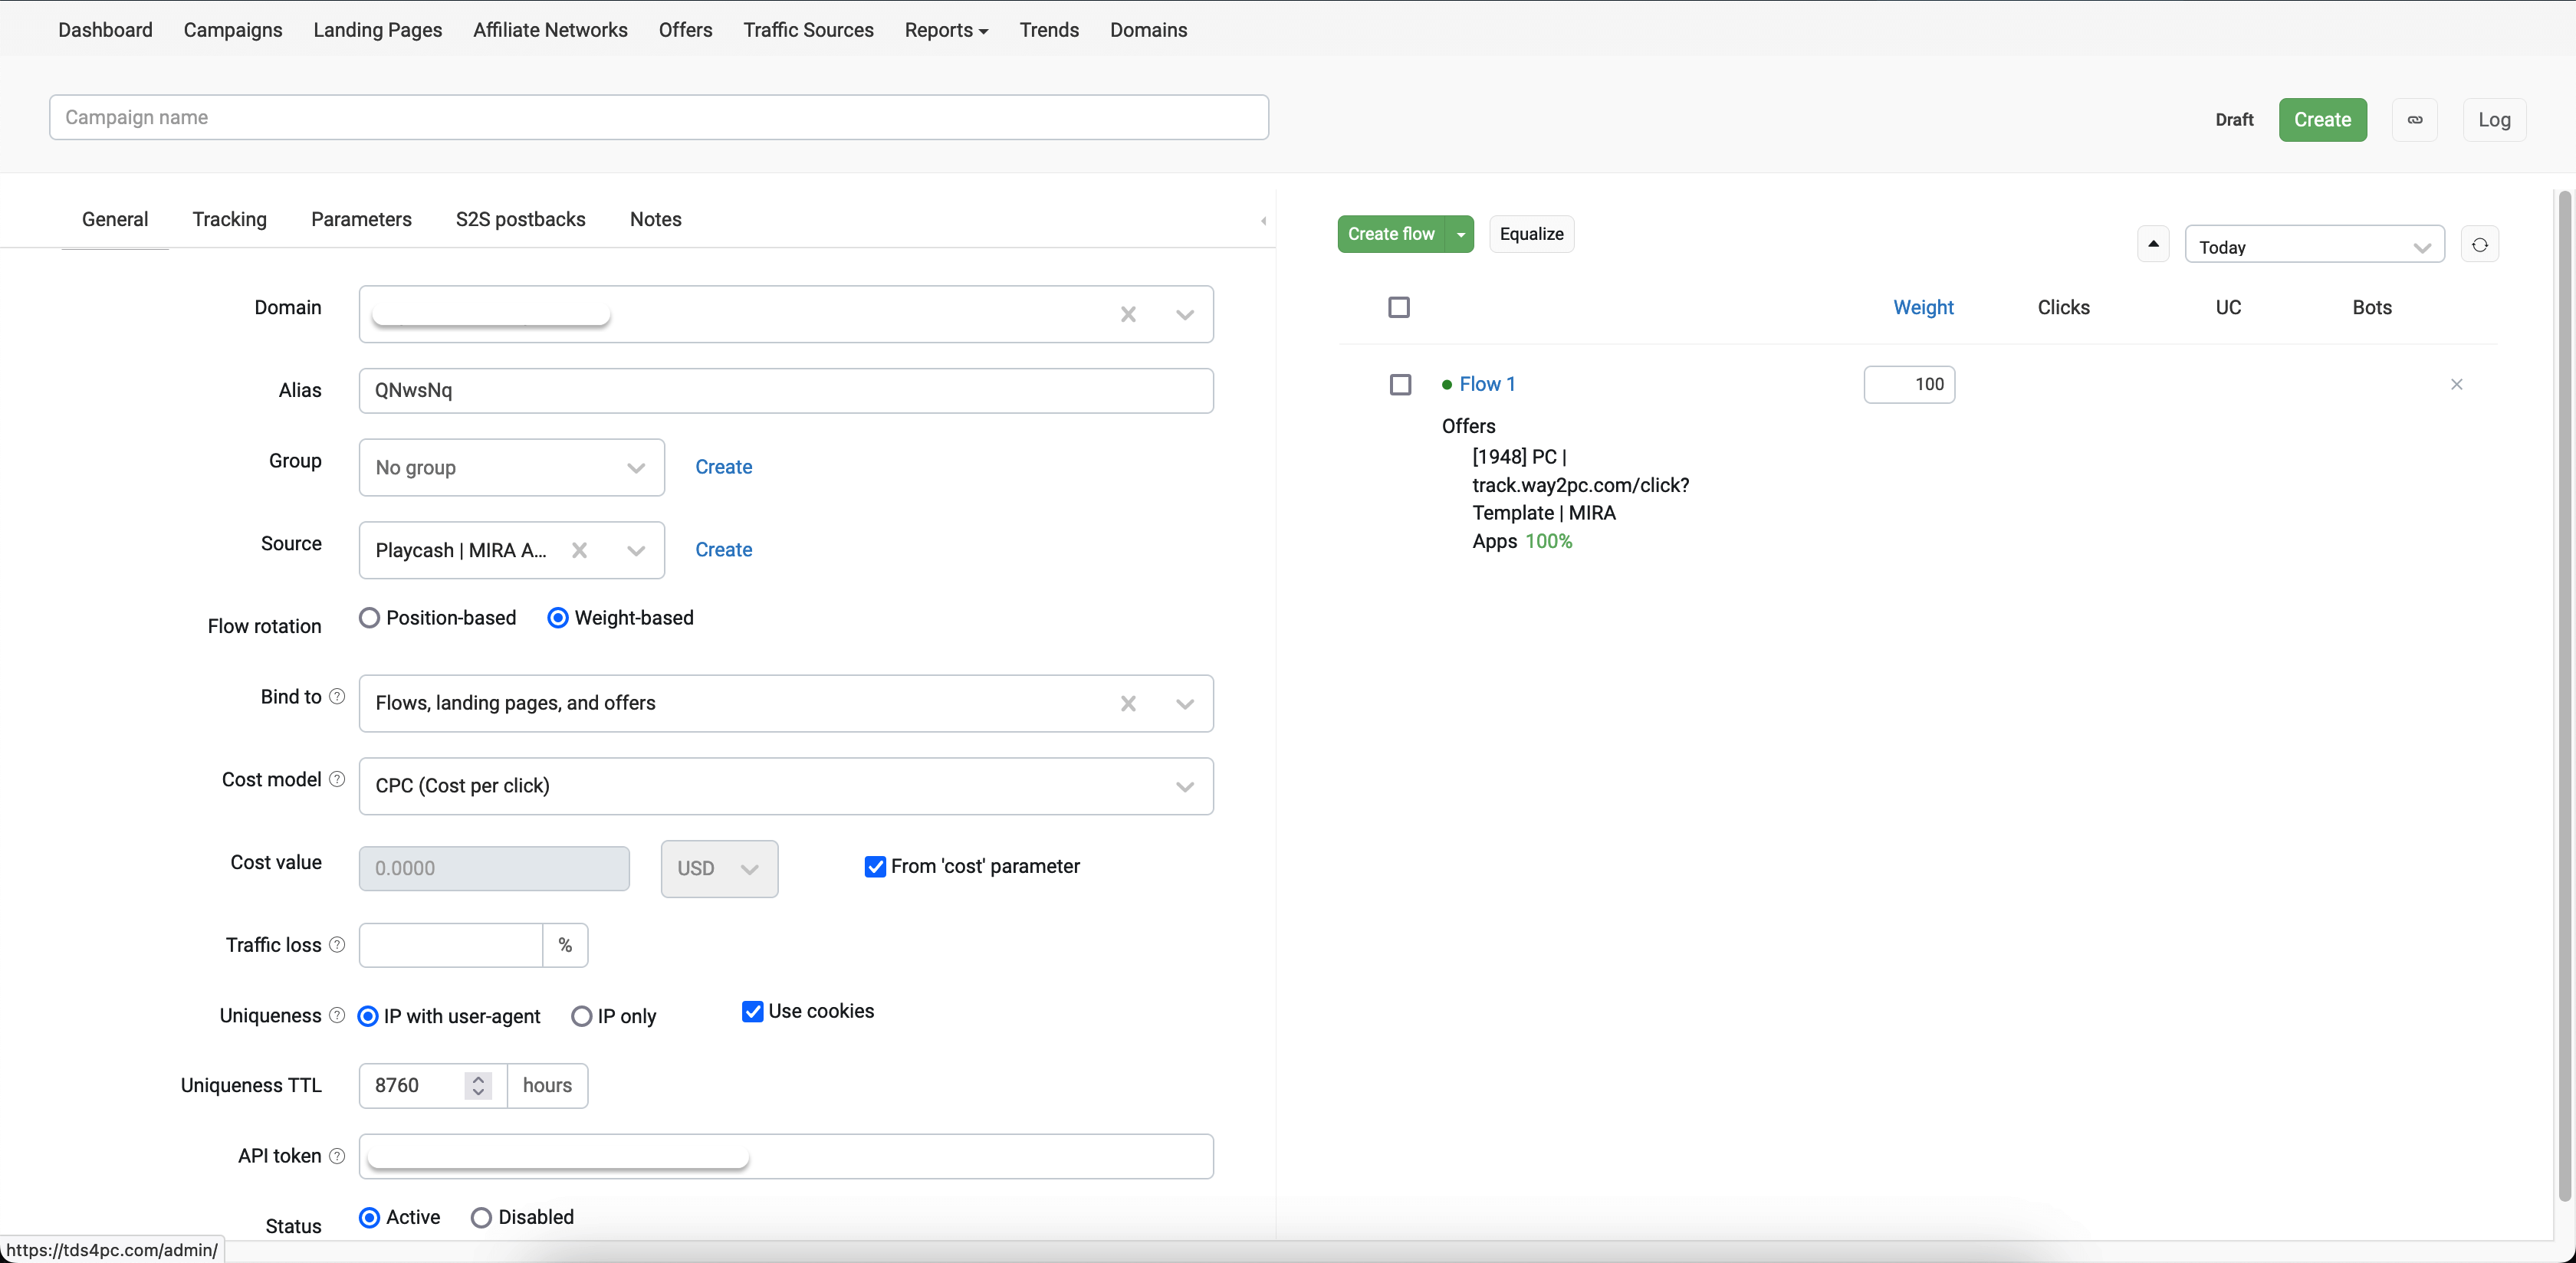 Dashboard Campaigns Landing Pages Affiliate Networks Offers Traffic Sources Reports Trends Domains
Campaign name
Draft Create Log
General Tracking Parameters S2S postbacks Notes
Domain
Alias QNwsNq
Group No group Create
Source Playcash | MIRA A... Create
Flow rotation Position-based Weight-based
Bind to ? Flows, landing pages, and offers
Cost model ? CPC (Cost per click)
Cost value 0.0000 USD From 'cost' parameter
Traffic loss ? %
Uniqueness ? IP with user-agent IP only Use cookies
Uniqueness TTL 8760 hours
API token ?
Status Active Disabled
https://tds4pc.com/admin/
Create flow Equalize
Today
Weight Clicks UC Bots
Flow 1 100
Offers
[1948] PC |
track.way2pc.com/click?
Template | MIRA
Apps 100%